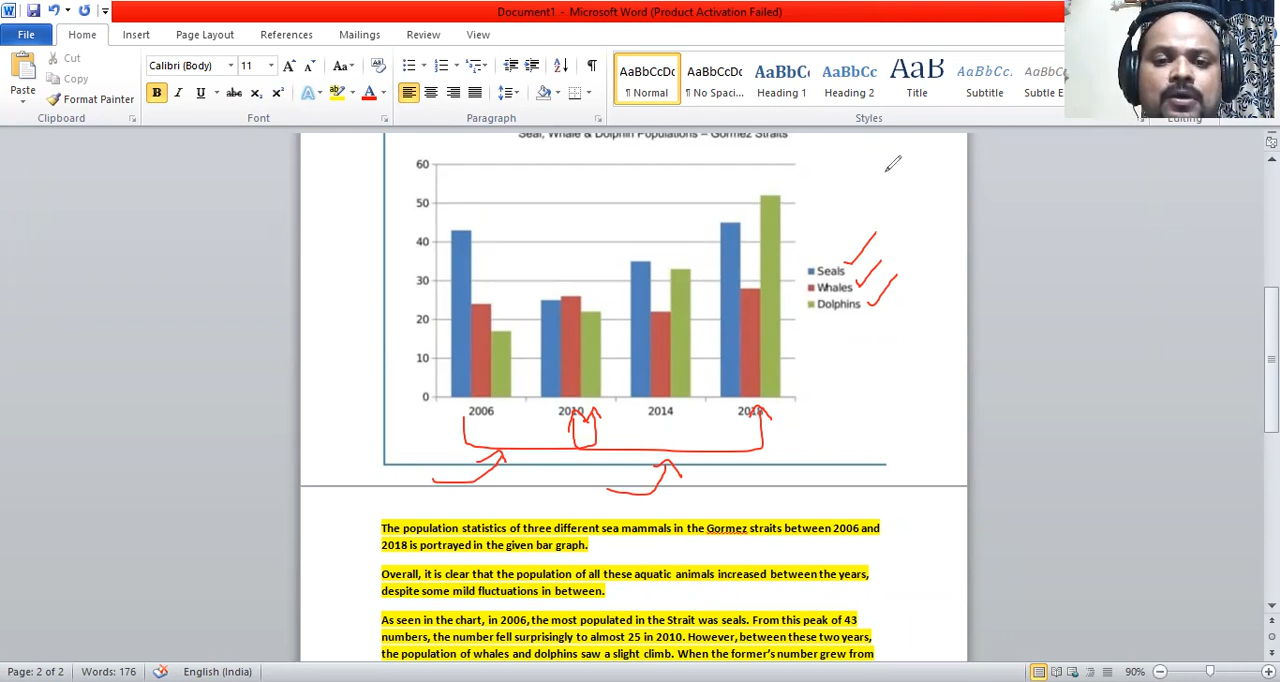 Document1 - Microsoft Word (Product Activation Failed)
File Home Insert Page Layout References Mailings Review View
Cut
Copy
Paste
Format Painter
Clipboard
Calibri (Body) 11
Font
Paragraph
AaBbCcDc AaBbCcDc AaBbC AaBbCc AaB AaBbCc. AaBbC
¶ Normal ¶ No Spaci... Heading 1 Heading 2 Title Subtitle Subtle E
Styles
Editing
Seal, Whale & Dolphin Populations – Gormez Straits
60
50
40
30
20
10
0
2006 2010 2014 2018
Seals
Whales
Dolphins
The population statistics of three different sea mammals in the Gormez straits between 2006 and
2018 is portrayed in the given bar graph.
Overall, it is clear that the population of all these aquatic animals increased between the years,
despite some mild fluctuations in between.
As seen in the chart, in 2006, the most populated in the Strait was seals. From this peak of 43
numbers, the number fell surprisingly to almost 25 in 2010. However, between these two years,
the population of whales and dolphins saw a slight climb. When the former's number grew from
Page: 2 of 2 Words: 176 English (India) 90%